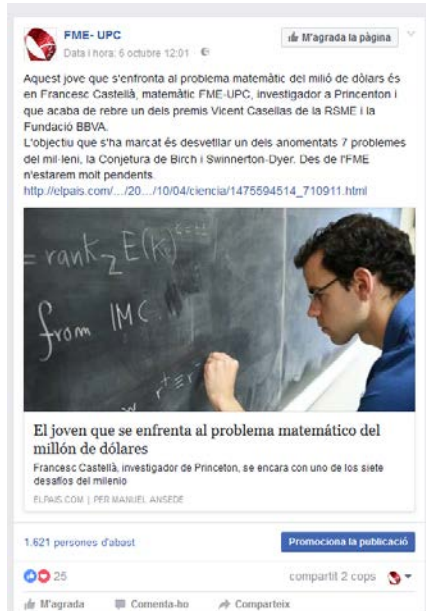 FME- UPC
M'agrada la pàgina
Data i hora: 6 octubre 12:01
Aquest jove que s'enfronta al problema matemàtic del milió de dòlars és
en Francesc Castellà, matemàtic FME-UPC, investigador a Princenton i
que acaba de rebre un dels premis Vicent Casellas de la RSME i la
Fundació BBVA.
L'objectiu que s'ha marcat és desvetllar un dels anomentats 7 problemes
del mil·leni, la Conjetura de Birch i Swinnerton-Dyer. Des de l'FME
n'estarem molt pendents.
http://elpais.com/.../20.../10/04/ciencia/1475594514_710911.html
= rank_Z E(K)
from IMC
El joven que se enfrenta al problema matemático del
millón de dólares
Francesc Castellà, investigador de Princeton, se encara con uno de los siete
desafíos del milenio
ELPAIS.COM | PER MANUEL ANSEDE
1.621 persones d'abast
Promociona la publicació
25
compartit 2 cops
M'agrada
Comenta-ho
Comparteix